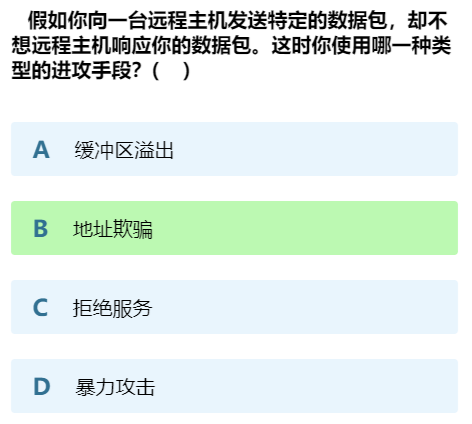 假如你向一台远程主机发送特定的数据包，却不
想远程主机响应你的数据包。这时你使用哪一种类
型的进攻手段？(    )
A 缓冲区溢出
B 地址欺骗
C 拒绝服务
D 暴力攻击